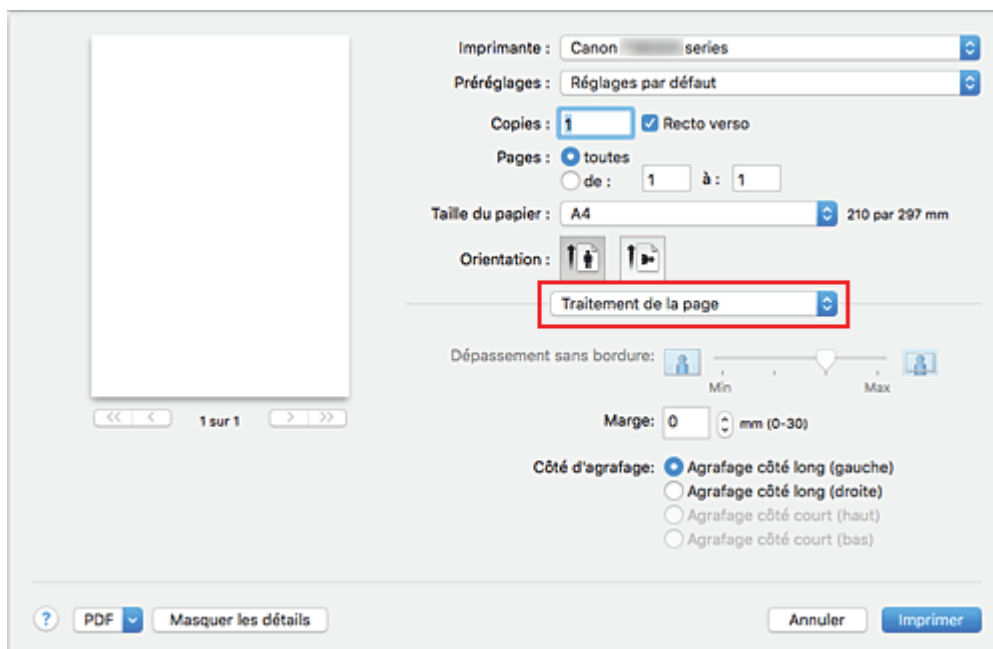 Imprimante : Canon series
Préréglages : Réglages par défaut
Copies : 1 Recto verso
Pages : toutes
de : 1 à : 1
Taille du papier : A4 210 par 297 mm
Orientation :
Traitement de la page
Dépassement sans bordure:
Min Max
<< < 1 sur 1 > >>
Marge: 0 mm (0-30)
Côté d'agrafage: Agrafage côté long (gauche)
Agrafage côté long (droite)
Agrafage côté court (haut)
Agrafage côté court (bas)
? PDF Masquer les détails Annuler Imprimer